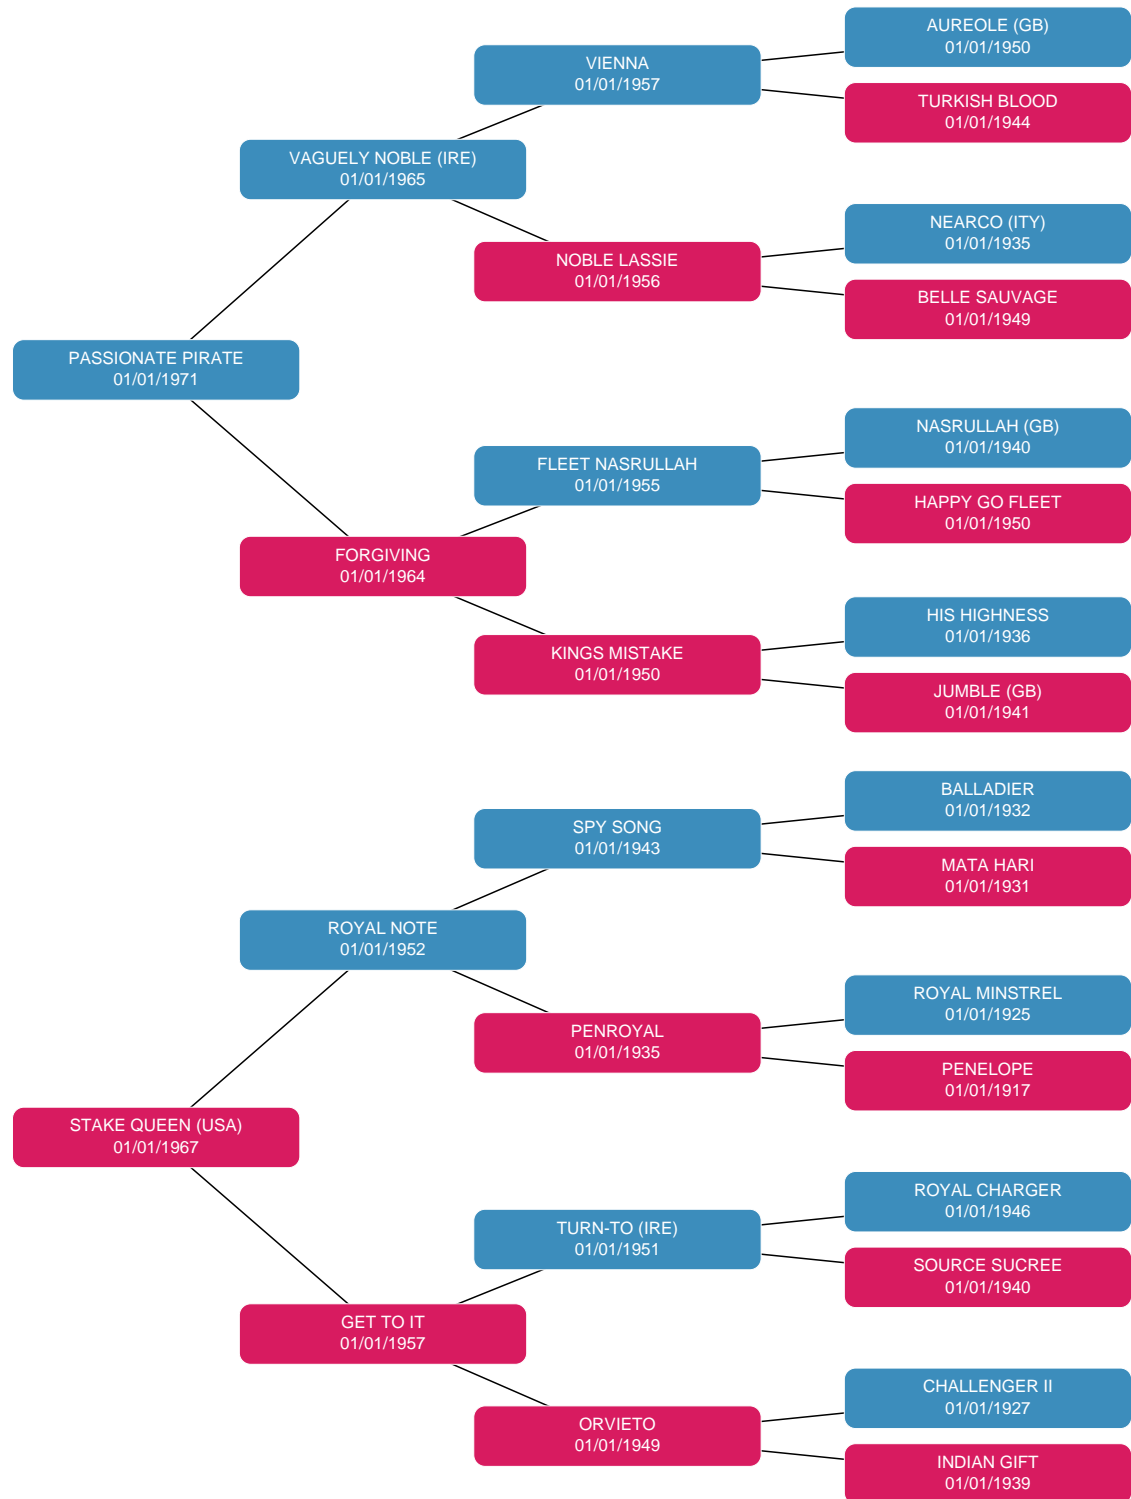 AUREOLE (GB)
01/01/1950
VIENNA
01/01/1957
TURKISH BLOOD
01/01/1944
VAGUELY NOBLE (IRE)
01/01/1965
NEARCO (ITY)
01/01/1935
NOBLE LASSIE
01/01/1956
BELLE SAUVAGE
01/01/1949
PASSIONATE PIRATE
01/01/1971
NASRULLAH (GB)
01/01/1940
FLEET NASRULLAH
01/01/1955
HAPPY GO FLEET
01/01/1950
FORGIVING
01/01/1964
HIS HIGHNESS
01/01/1936
KINGS MISTAKE
01/01/1950
JUMBLE (GB)
01/01/1941
BALLADIER
01/01/1932
SPY SONG
01/01/1943
MATA HARI
01/01/1931
ROYAL NOTE
01/01/1952
ROYAL MINSTREL
01/01/1925
PENROYAL
01/01/1935
PENELOPE
01/01/1917
STAKE QUEEN (USA)
01/01/1967
ROYAL CHARGER
01/01/1946
TURN-TO (IRE)
01/01/1951
SOURCE SUCREE
01/01/1940
GET TO IT
01/01/1957
CHALLENGER II
01/01/1927
ORVIETO
01/01/1949
INDIAN GIFT
01/01/1939